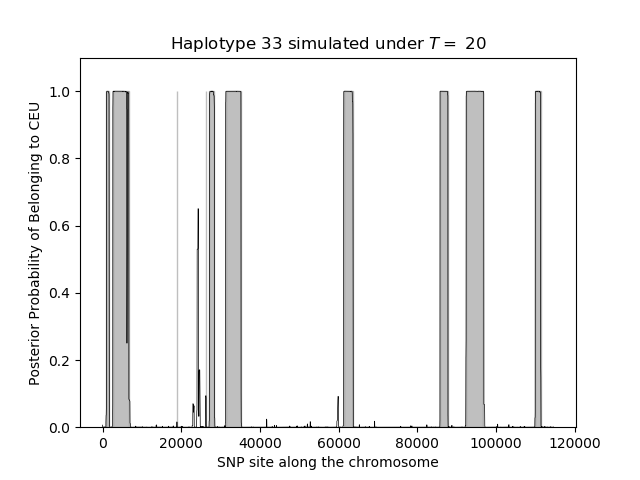 Haplotype 33 simulated under T = 20
Posterior Probability of Belonging to CEU
1.0
0.8
0.6
0.4
0.2
0.0
0 20000 40000 60000 80000 100000 120000
SNP site along the chromosome